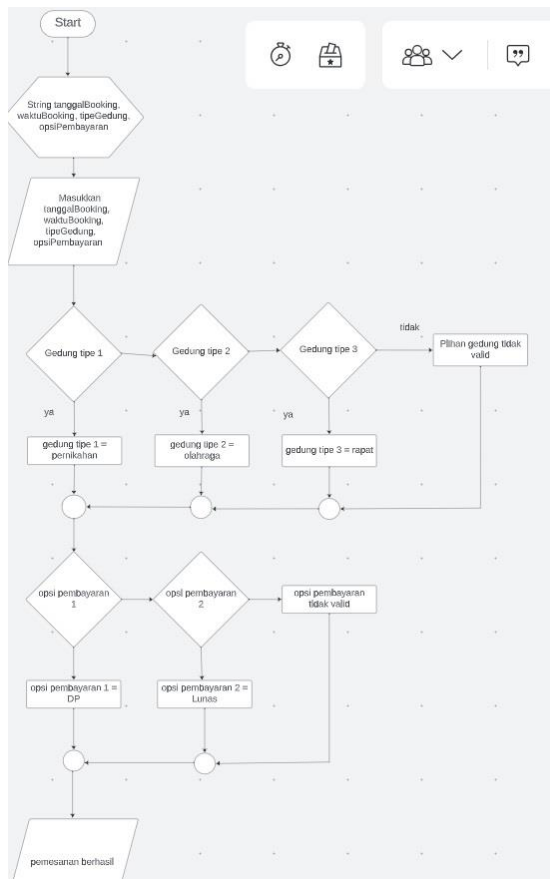 Start
String tanggalBooking,
waktuBooking, tipeGedung,
opsiPembayaran
Masukkan
tanggalBooking,
waktuBooking,
tipeGedung,
opsiPembayaran
Gedung tipe 1
Gedung tipe 2
Gedung tipe 3
tidak
Plihan gedung tidak
valid
ya
ya
ya
gedung tipe 1 =
pernikahan
gedung tipe 2 =
olahraga
gedung tipe 3 = rapat
opsi pembayaran
1
opsi pembayaran
2
opsi pembayaran
tidak valid
opsi pembayaran 1 =
DP
opsi pembayaran 2 =
Lunas
pemesanan berhasil